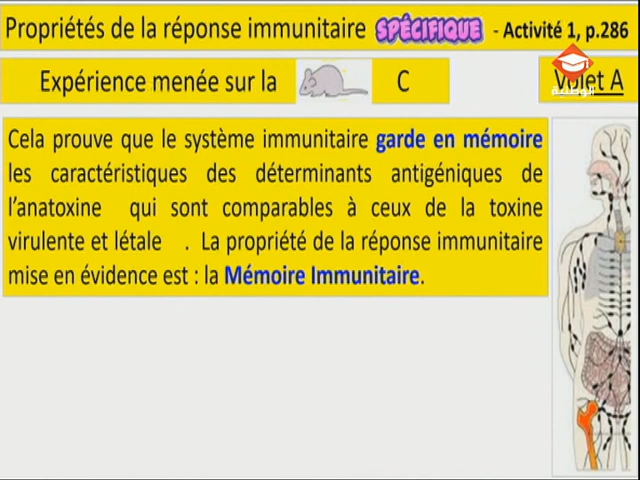 Propriétés de la réponse immunitaire SPÉCIFIQUE - Activité 1, p.286
Expérience menée sur la C Volet A
الوطنية
Cela prouve que le système immunitaire garde en mémoire
les caractéristiques des déterminants antigéniques de
l'anatoxine qui sont comparables à ceux de la toxine
virulente et létale . La propriété de la réponse immunitaire
mise en évidence est : la Mémoire Immunitaire.